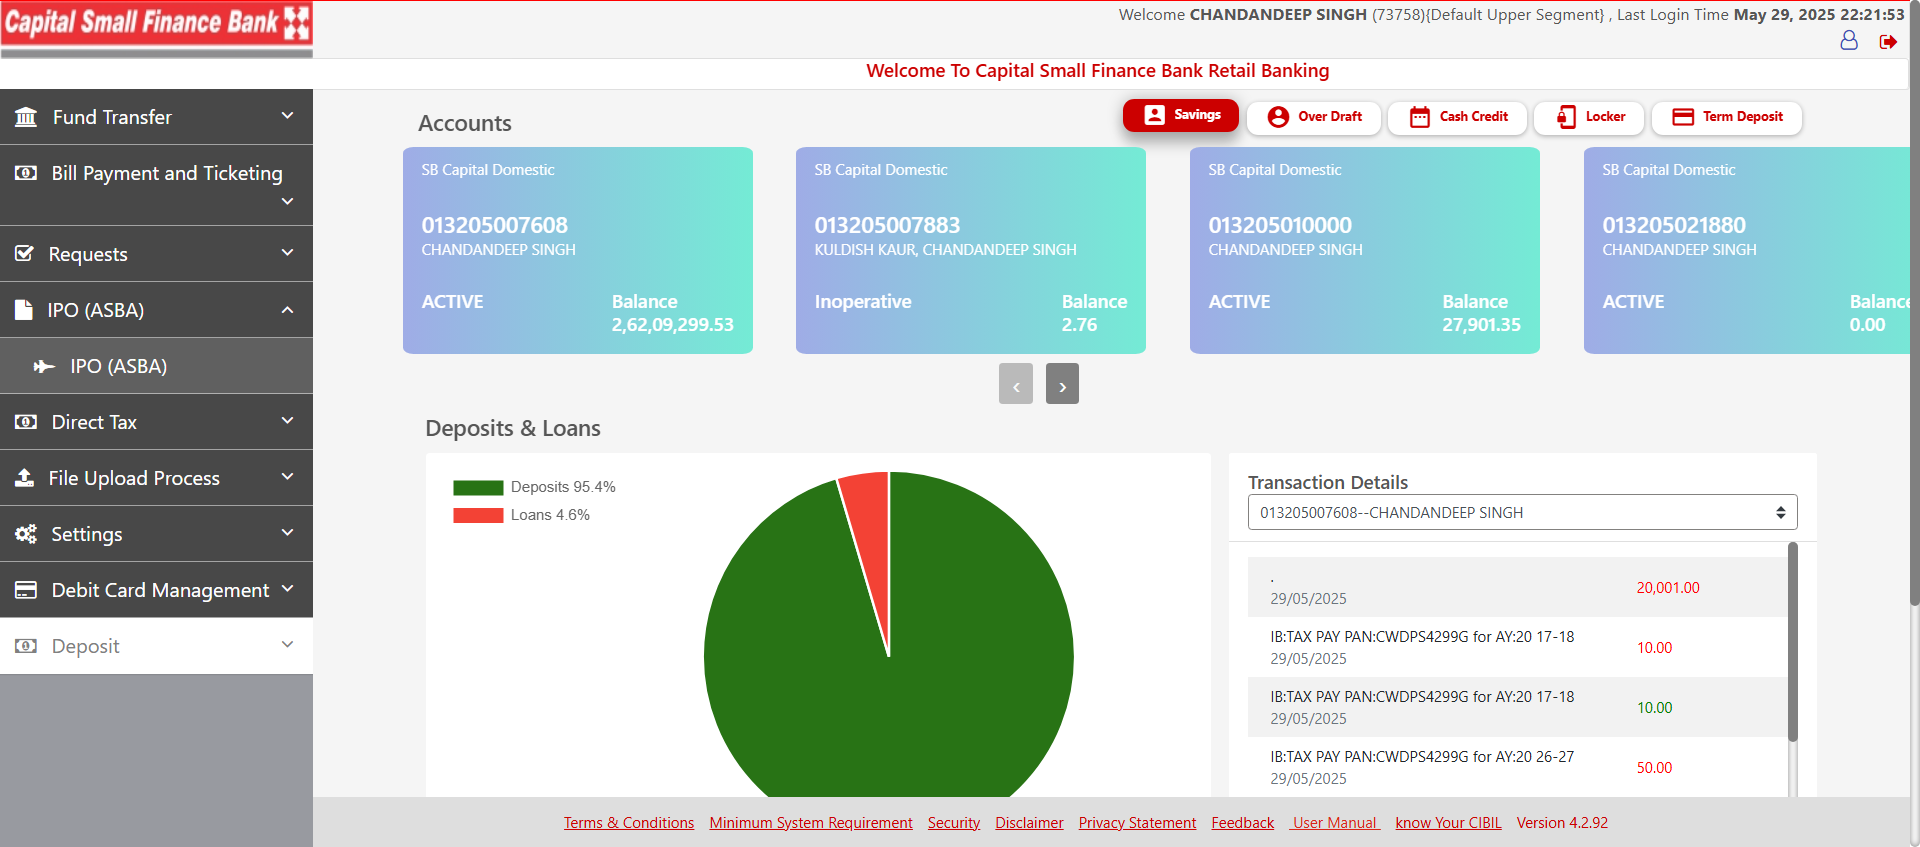 Capital Small Finance Bank
Welcome CHANDANDEEP SINGH (73758){Default Upper Segment} , Last Login Time May 29, 2025 22:21:53
Welcome To Capital Small Finance Bank Retail Banking
Fund Transfer
Bill Payment and Ticketing
Requests
IPO (ASBA)
IPO (ASBA)
Direct Tax
File Upload Process
Settings
Debit Card Management
Deposit
Accounts
Savings
Over Draft
Cash Credit
Locker
Term Deposit
SB Capital Domestic
013205007608
CHANDANDEEP SINGH
ACTIVE
Balance
2,62,09,299.53
SB Capital Domestic
013205007883
KULDISH KAUR, CHANDANDEEP SINGH
Inoperative
Balance
2.76
SB Capital Domestic
013205010000
CHANDANDEEP SINGH
ACTIVE
Balance
27,901.35
SB Capital Domestic
013205021880
CHANDANDEEP SINGH
ACTIVE
Balance
0.00
‹ ›
Deposits & Loans
Deposits 95.4%
Loans 4.6%
Transaction Details
013205007608--CHANDANDEEP SINGH
.
29/05/2025
20,001.00
IB:TAX PAY PAN:CWDPS4299G for AY:20 17-18
29/05/2025
10.00
IB:TAX PAY PAN:CWDPS4299G for AY:20 17-18
29/05/2025
10.00
IB:TAX PAY PAN:CWDPS4299G for AY:20 26-27
29/05/2025
50.00
Terms & Conditions Minimum System Requirement Security Disclaimer Privacy Statement Feedback User Manual know Your CIBIL Version 4.2.92